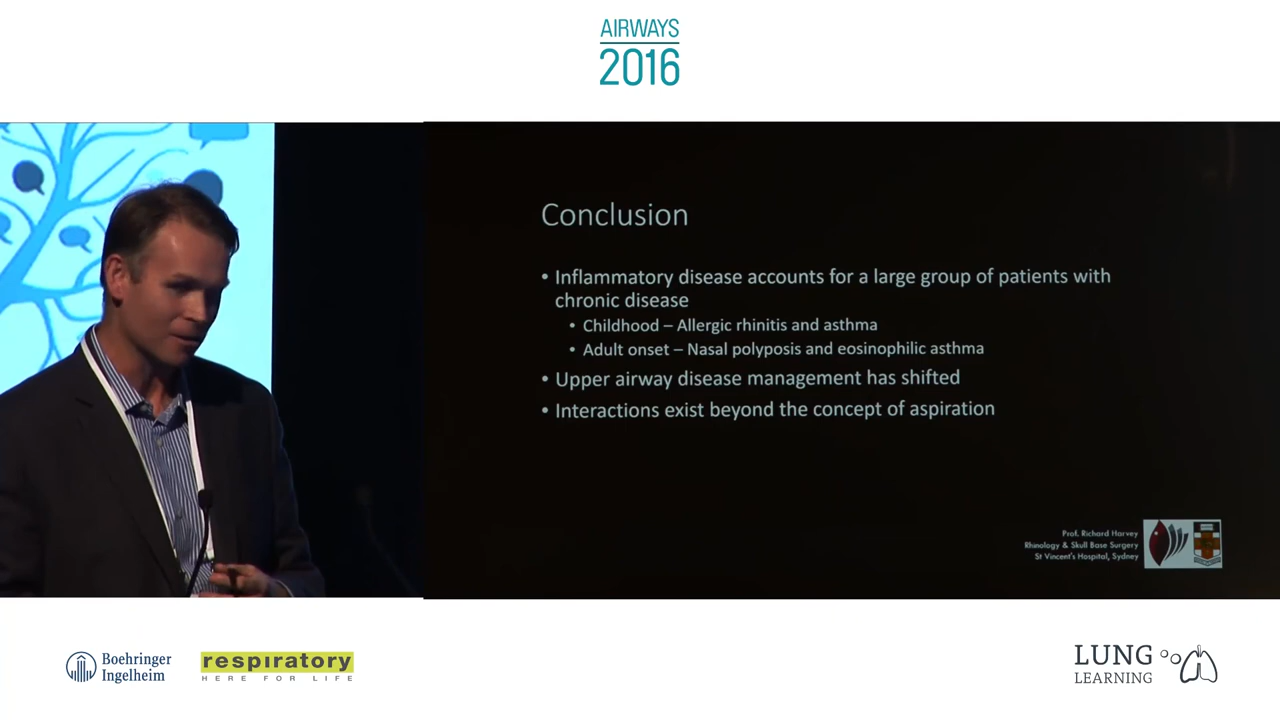 AIRWAYS
2016
Conclusion
• Inflammatory disease accounts for a large group of patients with
chronic disease
• Childhood – Allergic rhinitis and asthma
• Adult onset – Nasal polyposis and eosinophilic asthma
• Upper airway disease management has shifted
• Interactions exist beyond the concept of aspiration
Prof. Richard Harvey
Rhinology & Skull Base Surgery
St Vincent's Hospital, Sydney
Boehringer
Ingelheim
respiratory
HERE FOR LIFE
LUNG
LEARNING